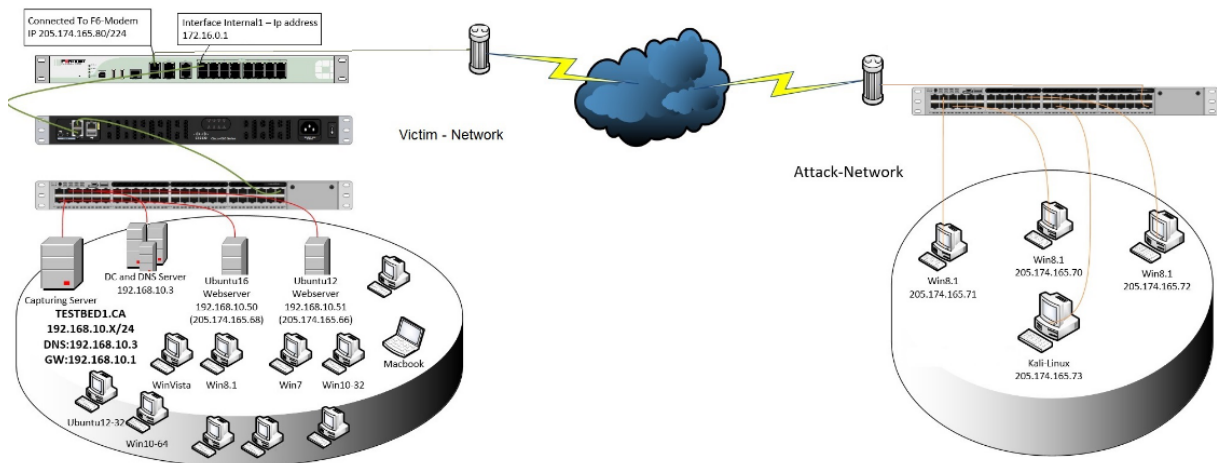 Connected To F6-Modem
IP 205.174.165.80/224
Interface Internal1 – Ip address
172.16.0.1
Victim - Network
Attack-Network
Capturing Server
DC and DNS Server
192.168.10.3
Ubuntu16
Webserver
192.168.10.50
(205.174.165.68)
Ubuntu12
Webserver
192.168.10.51
(205.174.165.66)
TESTBED1.CA
192.168.10.X/24
DNS:192.168.10.3
GW:192.168.10.1
WinVista
Win8.1
Win7
Win10-32
Macbook
Ubuntu12-32
Win10-64
Win8.1
205.174.165.71
Win8.1
205.174.165.70
Win8.1
205.174.165.72
Kali-Linux
205.174.165.73